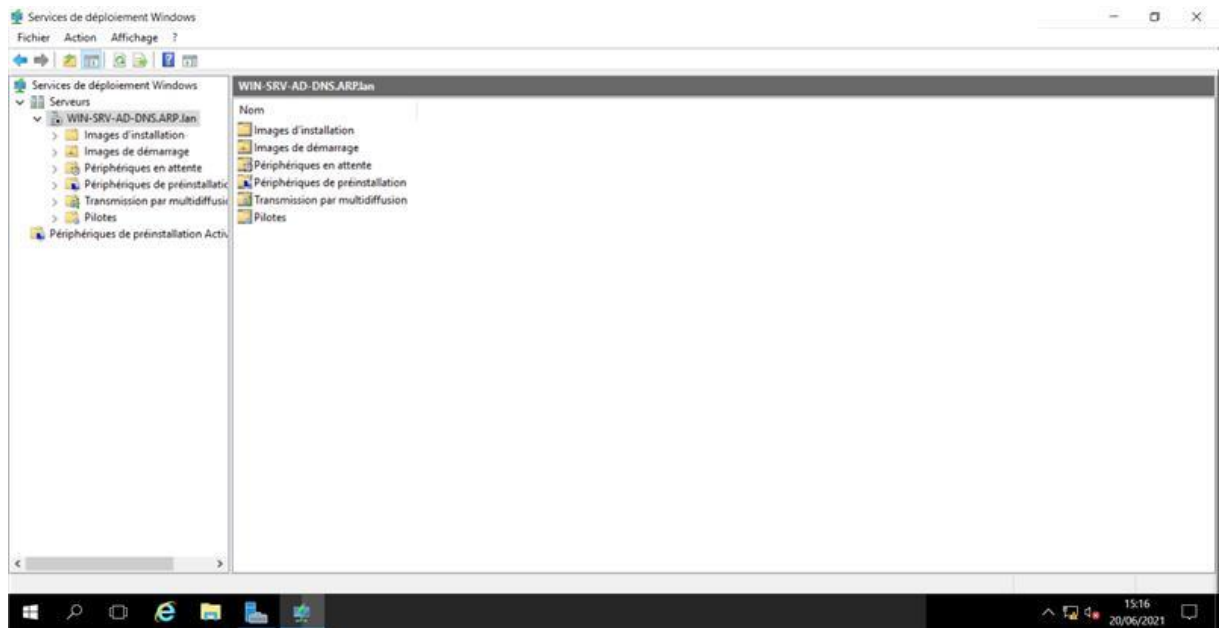 Services de déploiement Windows
Fichier Action Affichage ?
Services de déploiement Windows
Serveurs
WIN-SRV-AD-DNS.ARP.lan
Images d'installation
Images de démarrage
Périphériques en attente
Périphériques de préinstallatic
Transmission par multidiffusi
Pilotes
Périphériques de préinstallation Activ
WIN-SRV-AD-DNS.ARP.lan
Nom
Images d'installation
Images de démarrage
Périphériques en attente
Périphériques de préinstallation
Transmission par multidiffusion
Pilotes
15:16
20/06/2021